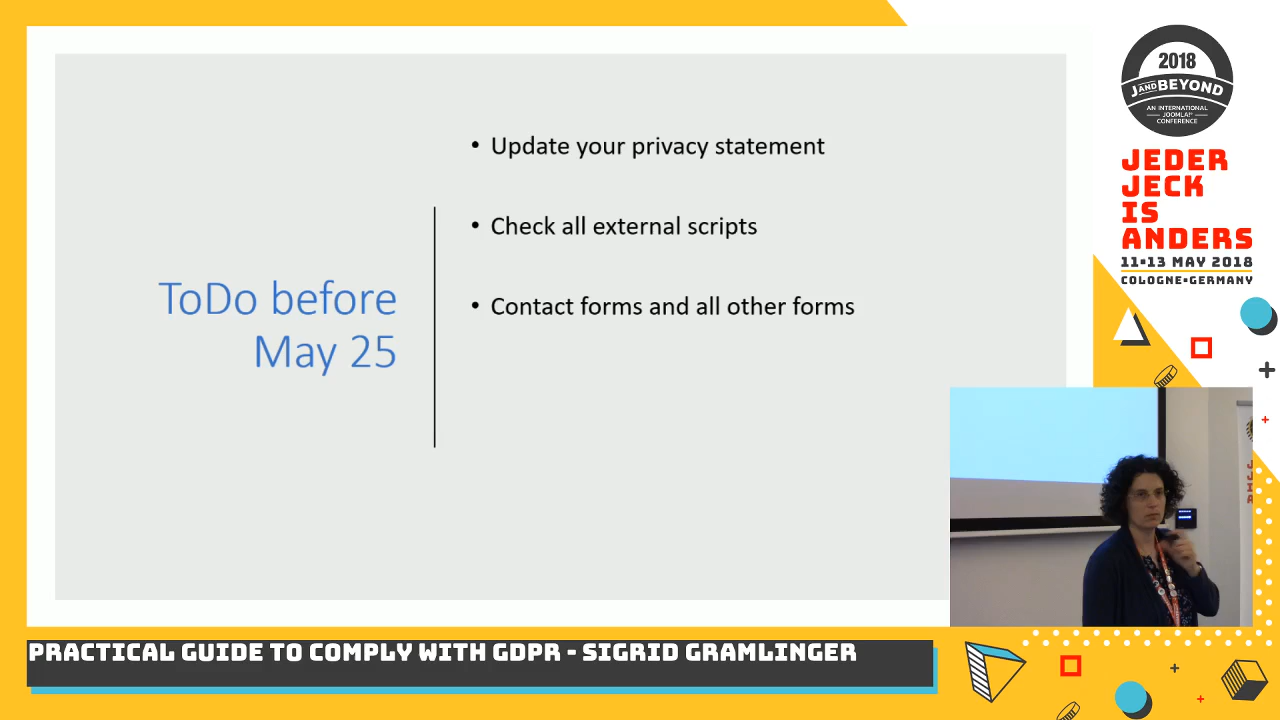 • Update your privacy statement
• Check all external scripts
• Contact forms and all other forms
ToDo before
May 25
2018
J AND BEYOND
AN INTERNATIONAL
JOOMLA!
CONFERENCE
JEDER
JECK
IS
ANDERS
11-13 MAY 2018
COLOGNE-GERMANY
PRACTICAL GUIDE TO COMPLY WITH GDPR - SIGRID GRAMLINGER